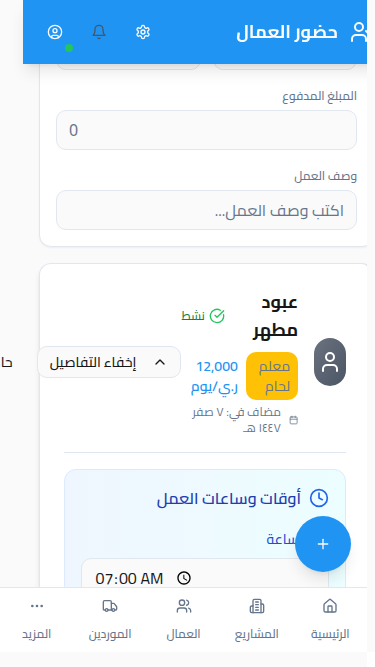 حضور العمال
المبلغ المدفوع
0
وصف العمل
اكتب وصف العمل...
عبود
مطهر
نشط
معلم
لحام
12,000
ر.ي/يوم
إخفاء التفاصيل
حا
مضاف في: ٧ صفر
١٤٤٧ هـ
أوقات وساعات العمل
ساعة
07:00 AM
الرئيسية
المشاريع
العمال
الموردين
المزيد